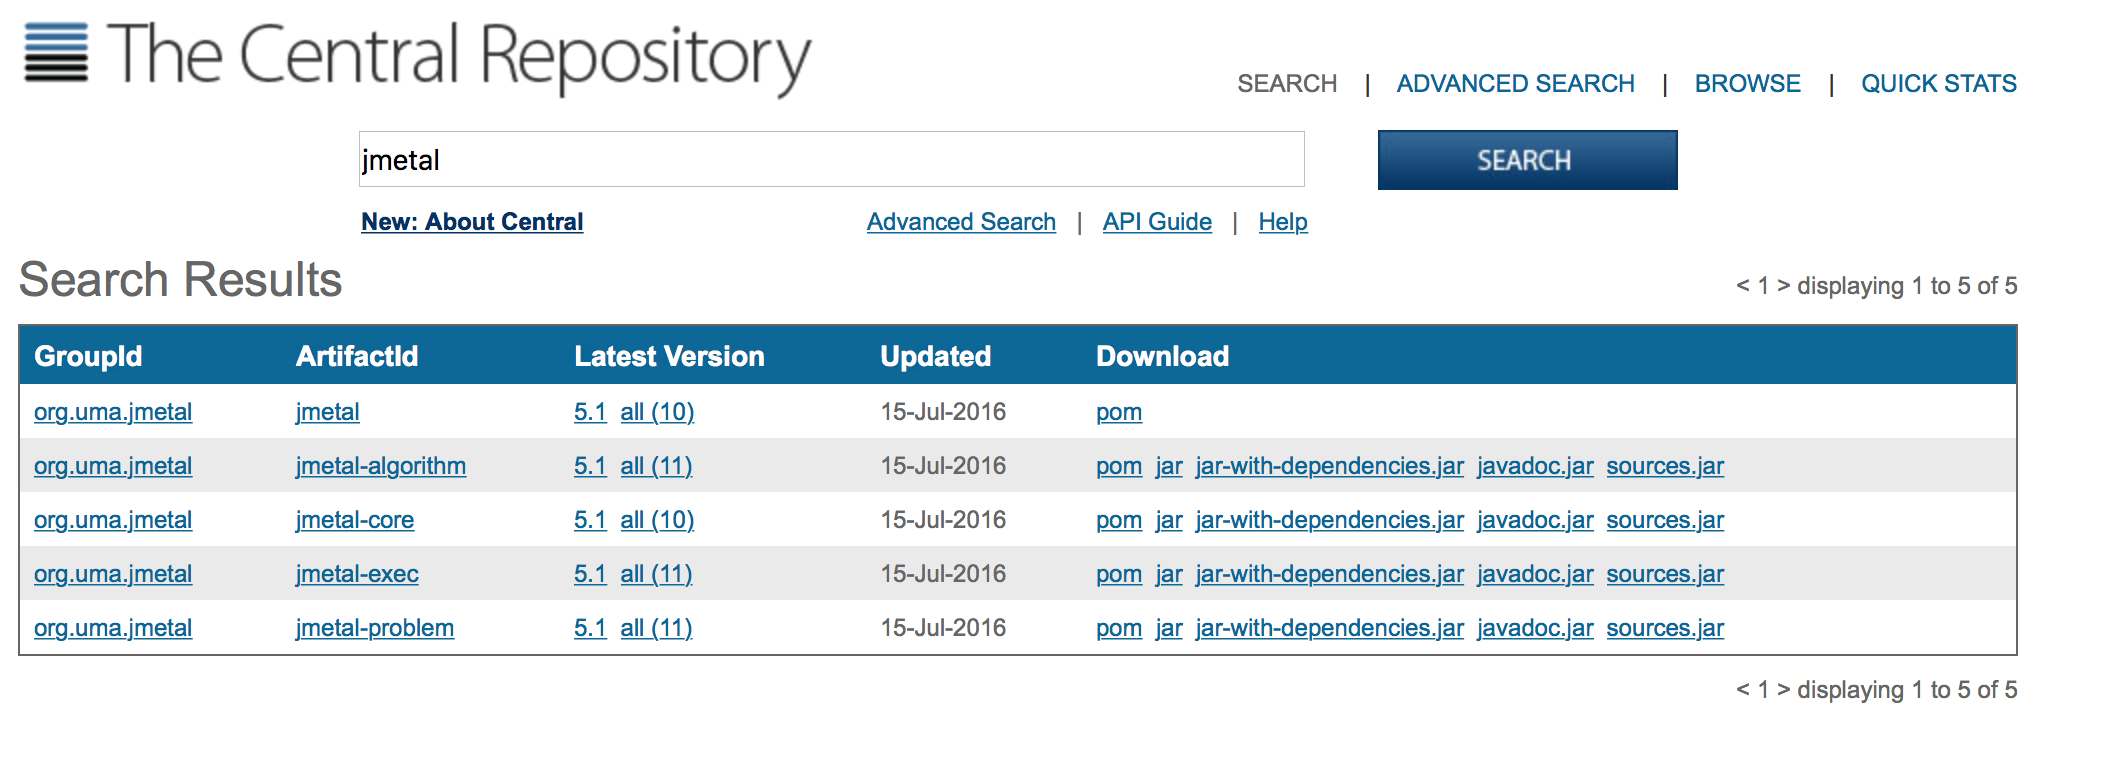 The Central Repository
SEARCH | ADVANCED SEARCH | BROWSE | QUICK STATS
jmetal
SEARCH
New: About Central Advanced Search | API Guide | Help
Search Results
< 1 > displaying 1 to 5 of 5
GroupId ArtifactId Latest Version Updated Download
org.uma.jmetal jmetal 5.1 all (10) 15-Jul-2016 pom
org.uma.jmetal jmetal-algorithm 5.1 all (11) 15-Jul-2016 pom jar jar-with-dependencies.jar javadoc.jar sources.jar
org.uma.jmetal jmetal-core 5.1 all (10) 15-Jul-2016 pom jar jar-with-dependencies.jar javadoc.jar sources.jar
org.uma.jmetal jmetal-exec 5.1 all (11) 15-Jul-2016 pom jar jar-with-dependencies.jar javadoc.jar sources.jar
org.uma.jmetal jmetal-problem 5.1 all (11) 15-Jul-2016 pom jar jar-with-dependencies.jar javadoc.jar sources.jar
< 1 > displaying 1 to 5 of 5